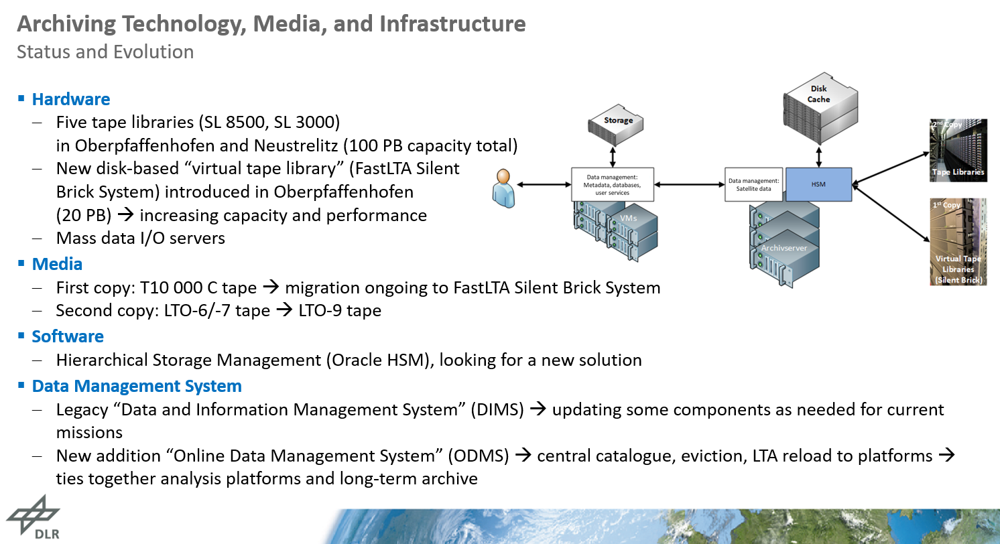 Archiving Technology, Media, and Infrastructure
Status and Evolution
▪ Hardware
– Five tape libraries (SL 8500, SL 3000)
in Oberpfaffenhofen and Neustrelitz (100 PB capacity total)
– New disk-based “virtual tape library” (FastLTA Silent
Brick System) introduced in Oberpfaffenhofen
(20 PB) → increasing capacity and performance
– Mass data I/O servers
▪ Media
– First copy: T10 000 C tape → migration ongoing to FastLTA Silent Brick System
– Second copy: LTO-6/-7 tape → LTO-9 tape
▪ Software
– Hierarchical Storage Management (Oracle HSM), looking for a new solution
▪ Data Management System
– Legacy “Data and Information Management System” (DIMS) → updating some components as needed for current
missions
– New addition “Online Data Management System” (ODMS) → central catalogue, eviction, LTA reload to platforms →
ties together analysis platforms and long-term archive
Storage
Data management:
Metadata, databases,
user services
VMs
Disk
Cache
Data management:
Satellite data
HSM
Archivserver
2nd Copy
Tape Libraries
1st Copy
Virtual Tape
Libraries
(Silent Brick)
DLR